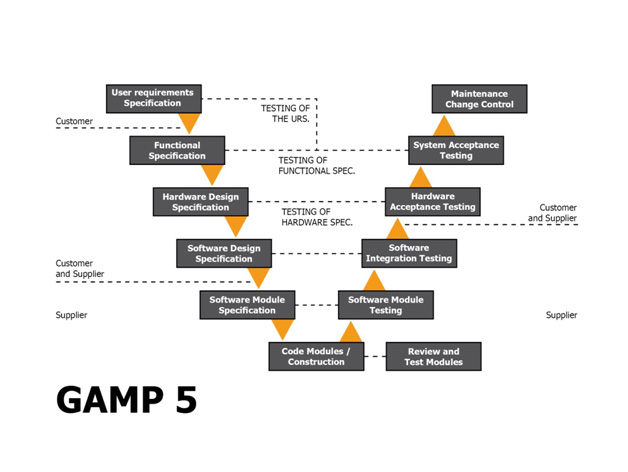 User requirements
Specification
Maintenance
Change Control
TESTING OF
THE URS.
Customer
Functional
Specification
System Acceptance
Testing
TESTING OF
FUNCTIONAL SPEC.
Hardware Design
Specification
Hardware
Acceptance Testing
TESTING OF
HARDWARE SPEC.
Customer
and Supplier
Software Design
Specification
Software
Integration Testing
Customer
and Supplier
Software Module
Specification
Software Module
Testing
Supplier
Supplier
Code Modules /
Construction
Review and
Test Modules
GAMP 5